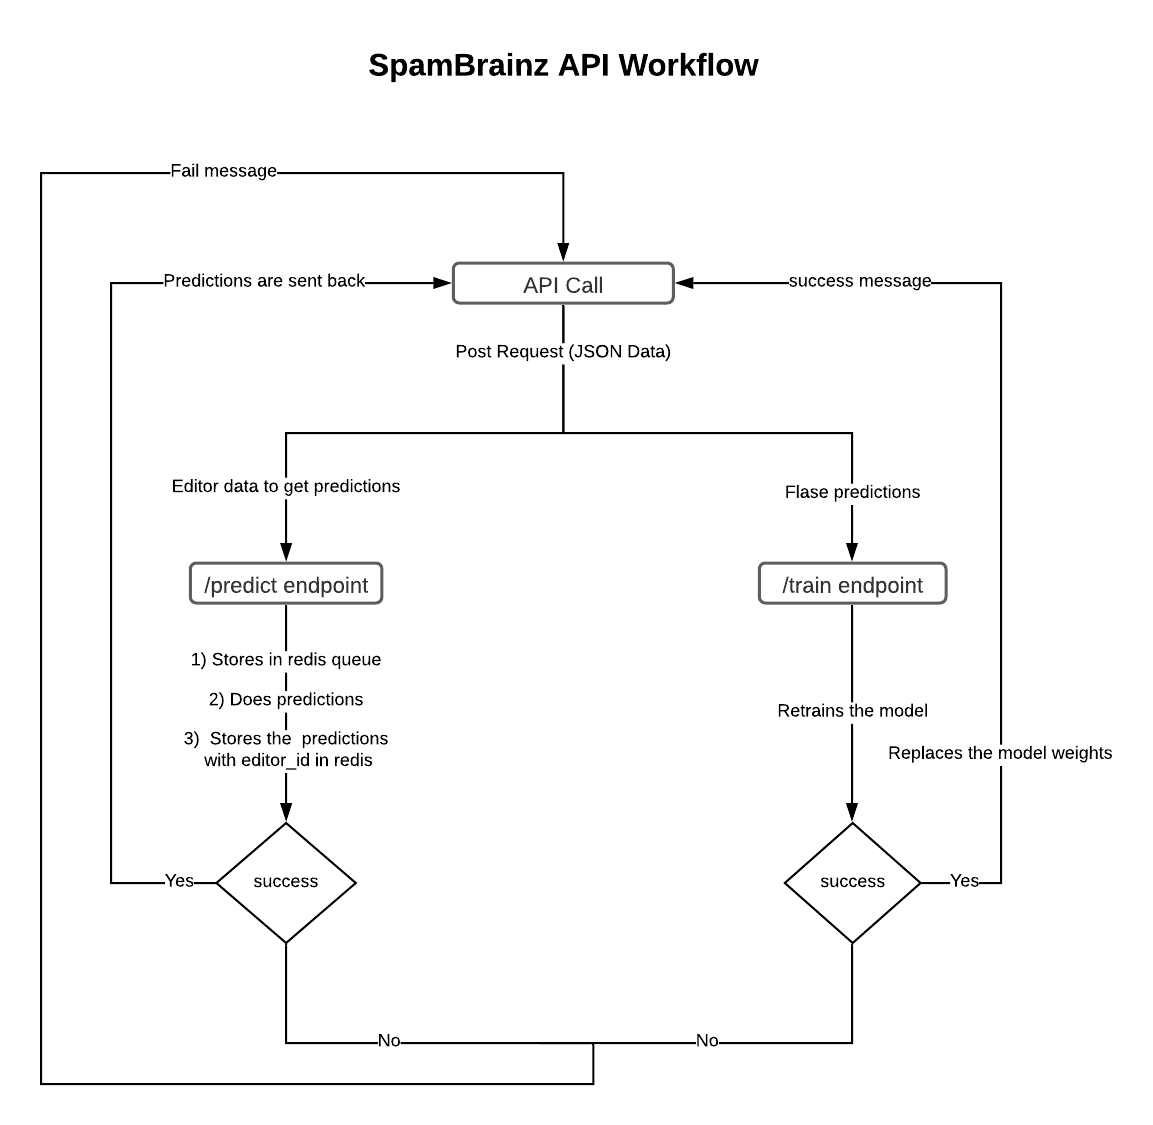 SpamBrainz API Workflow
Fail message
Predictions are sent back
API Call
success message
Post Request (JSON Data)
Editor data to get predictions
Flase predictions
/predict endpoint
/train endpoint
1) Stores in redis queue
2) Does predictions
3)  Stores the  predictions
with editor_id in redis
Retrains the model
Replaces the model weights
Yes
success
success
Yes
No
No